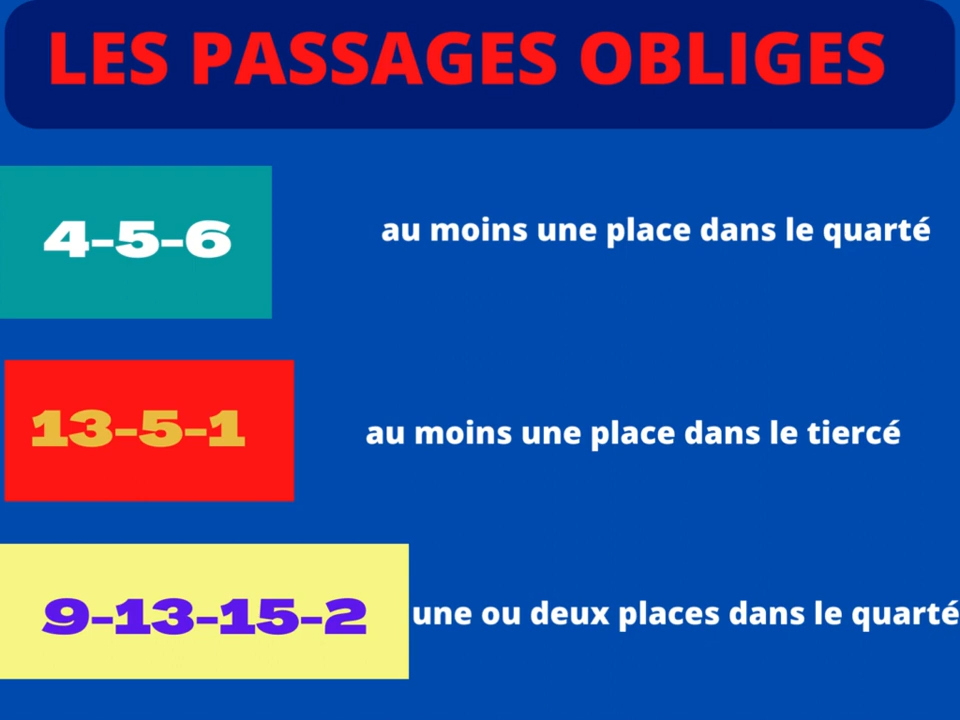 LES PASSAGES OBLIGES
4-5-6
au moins une place dans le quarté
13-5-1
au moins une place dans le tiercé
9-13-15-2
une ou deux places dans le quarté